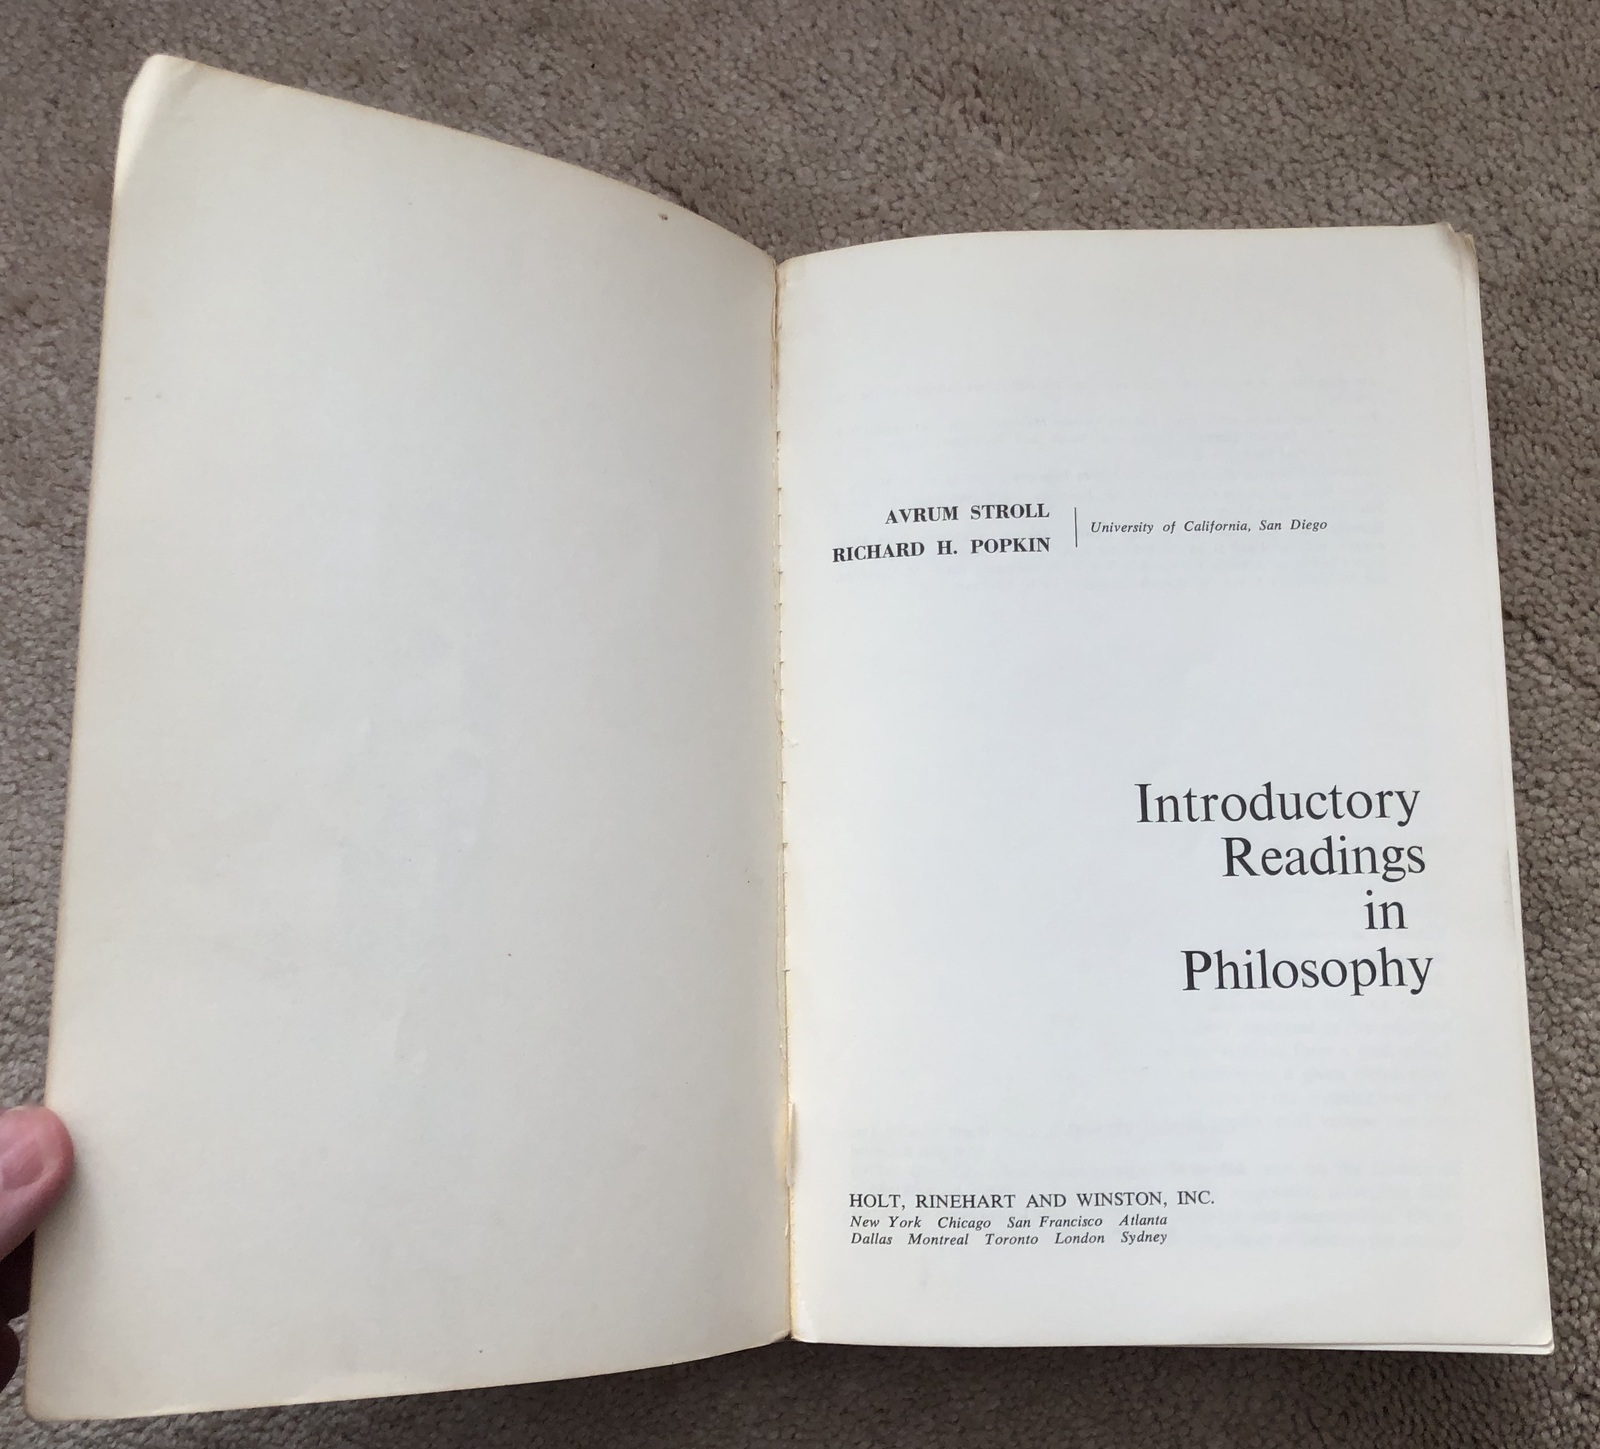 AVRUM STROLL
RICHARD H. POPKIN
University of California, San Diego
Introductory
Readings
in
Philosophy
HOLT, RINEHART AND WINSTON, INC.
New York Chicago San Francisco Atlanta
Dallas Montreal Toronto London Sydney